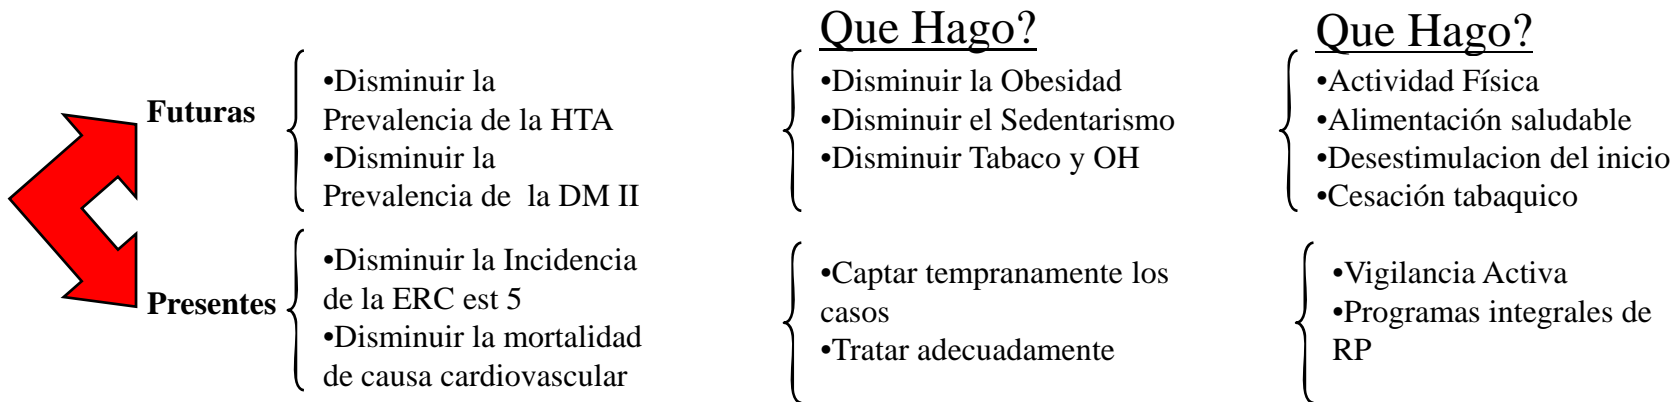 Futuras
•Disminuir la
Prevalencia de la HTA
•Disminuir la
Prevalencia de  la DM II
Que Hago?
•Disminuir la Obesidad
•Disminuir el Sedentarismo
•Disminuir Tabaco y OH
Que Hago?
•Actividad Física
•Alimentación saludable
•Desestimulacion del inicio
•Cesación tabaquico
Presentes
•Disminuir la Incidencia
de la ERC est 5
•Disminuir la mortalidad
de causa cardiovascular
•Captar tempranamente los
casos
•Tratar adecuadamente
•Vigilancia Activa
•Programas integrales de
RP